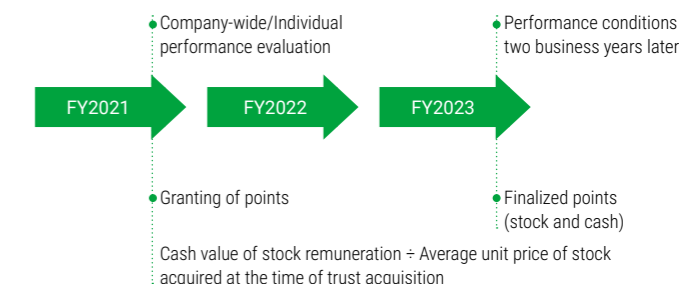 Company-wide/Individual
performance evaluation
Performance conditions
two business years later
FY2021
FY2022
FY2023
Granting of points
Finalized points
(stock and cash)
Cash value of stock remuneration ÷ Average unit price of stock
acquired at the time of trust acquisition